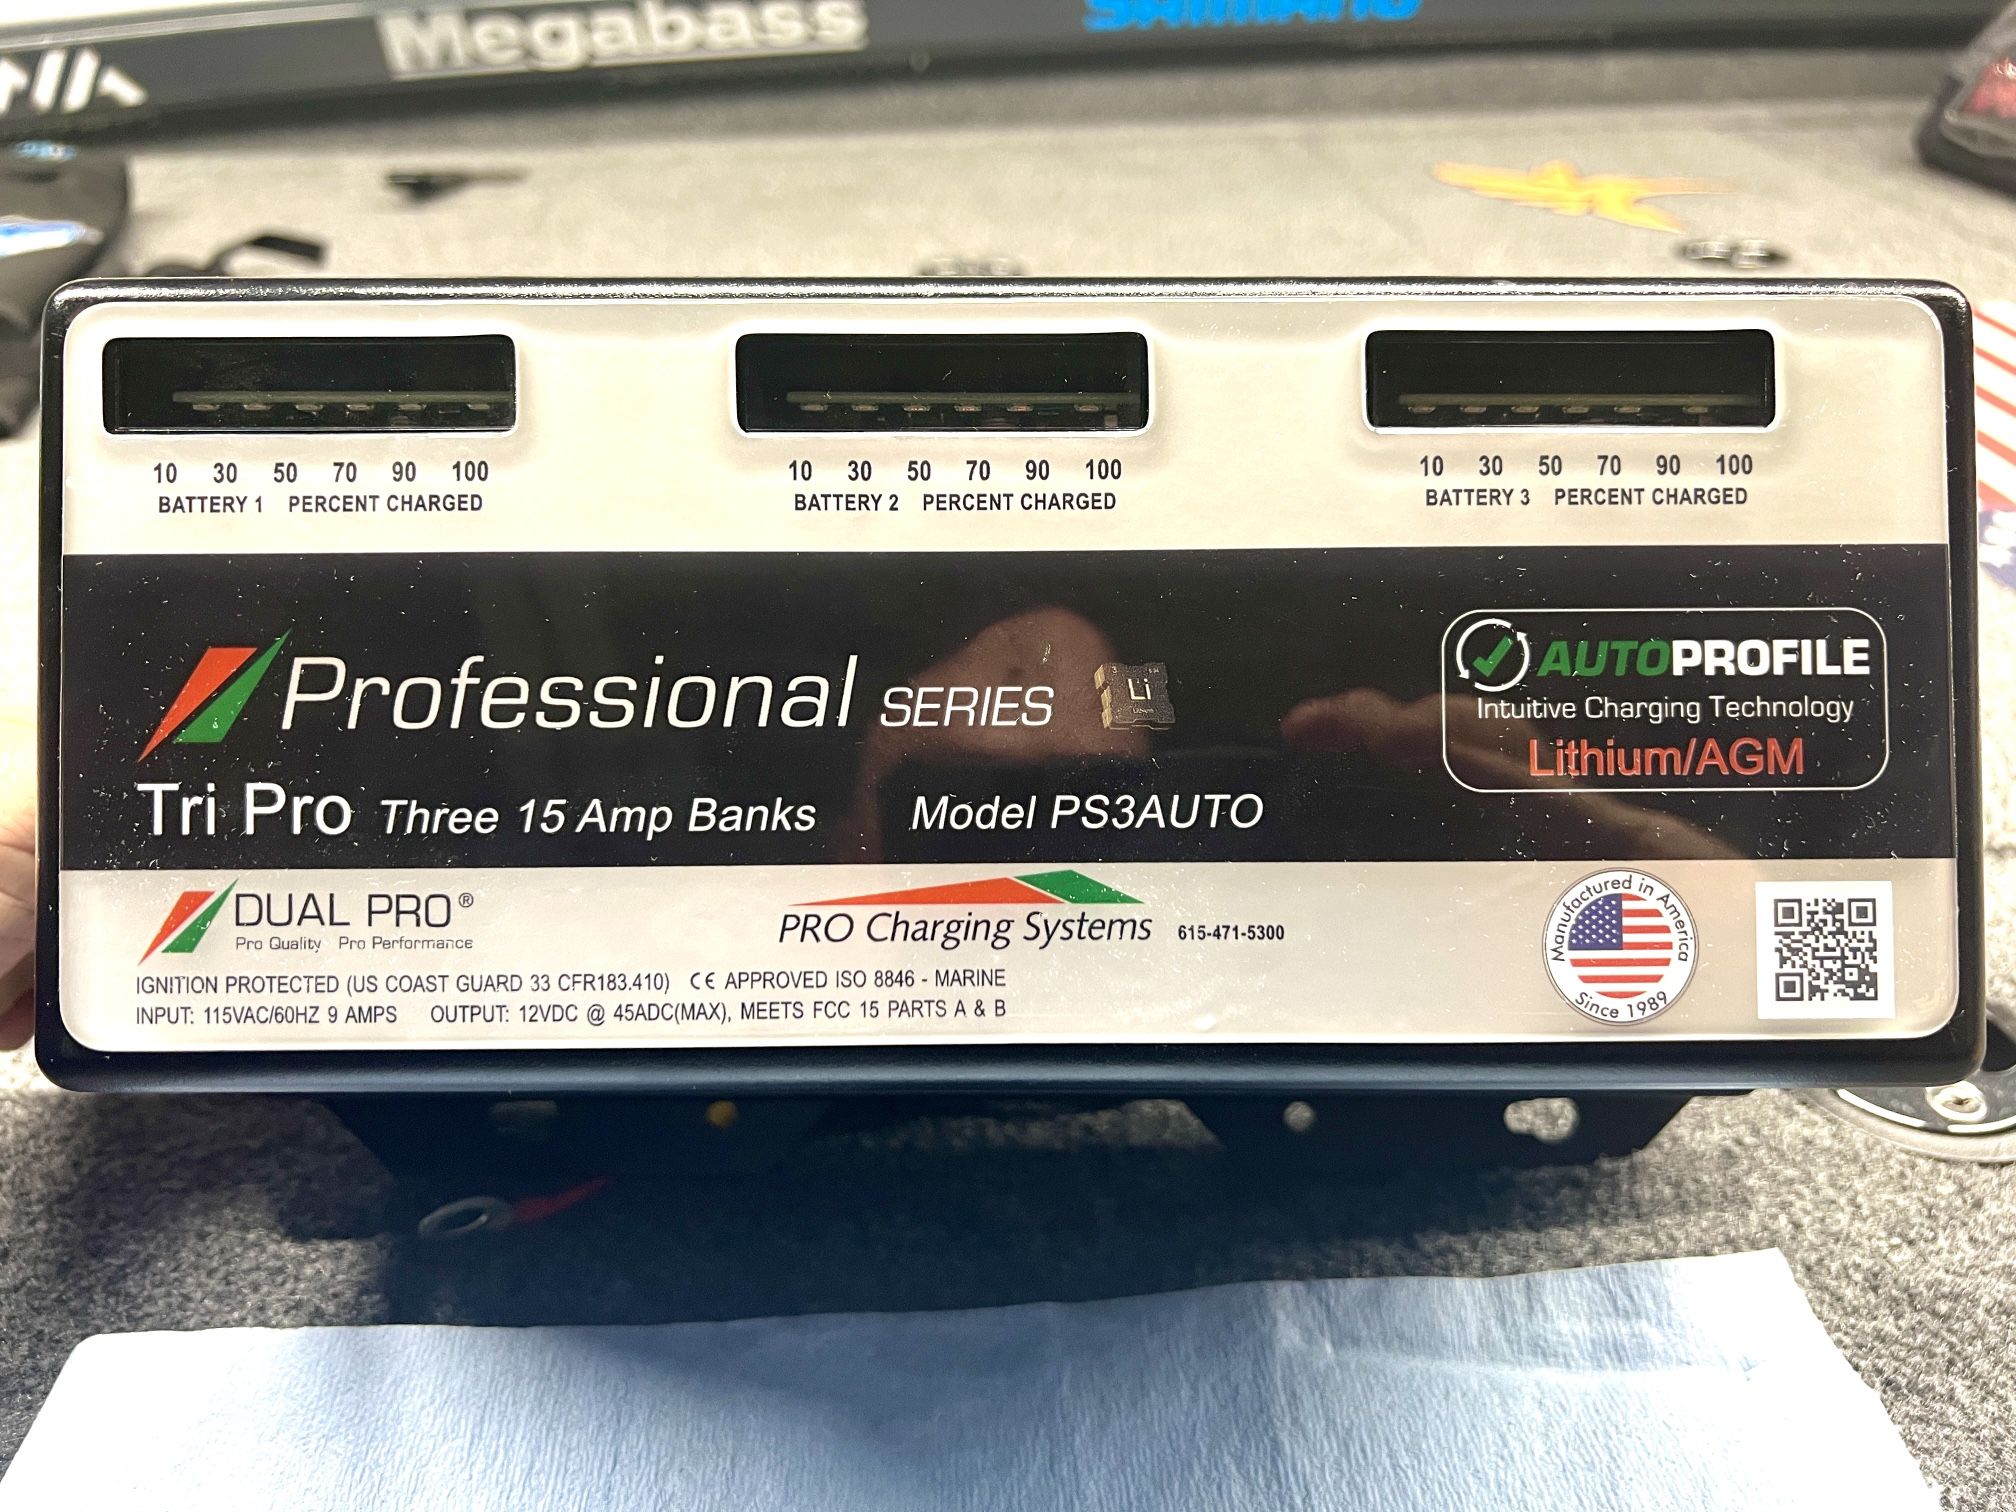 Megabass
SHIMANO
10 30 50 70 90 100
BATTERY 1 PERCENT CHARGED
10 30 50 70 90 100
BATTERY 2 PERCENT CHARGED
10 30 50 70 90 100
BATTERY 3 PERCENT CHARGED
Professional SERIES
Li
AUTOPROFILE
Intuitive Charging Technology
Lithium/AGM
Tri Pro Three 15 Amp Banks Model PS3AUTO
DUAL PRO®
Pro Quality Pro Performance
PRO Charging Systems 615-471-5300
Manufactured in America
Since 1989
IGNITION PROTECTED (US COAST GUARD 33 CFR183.410) CE APPROVED ISO 8846 - MARINE
INPUT: 115VAC/60HZ 9 AMPS OUTPUT: 12VDC @ 45ADC(MAX), MEETS FCC 15 PARTS A & B